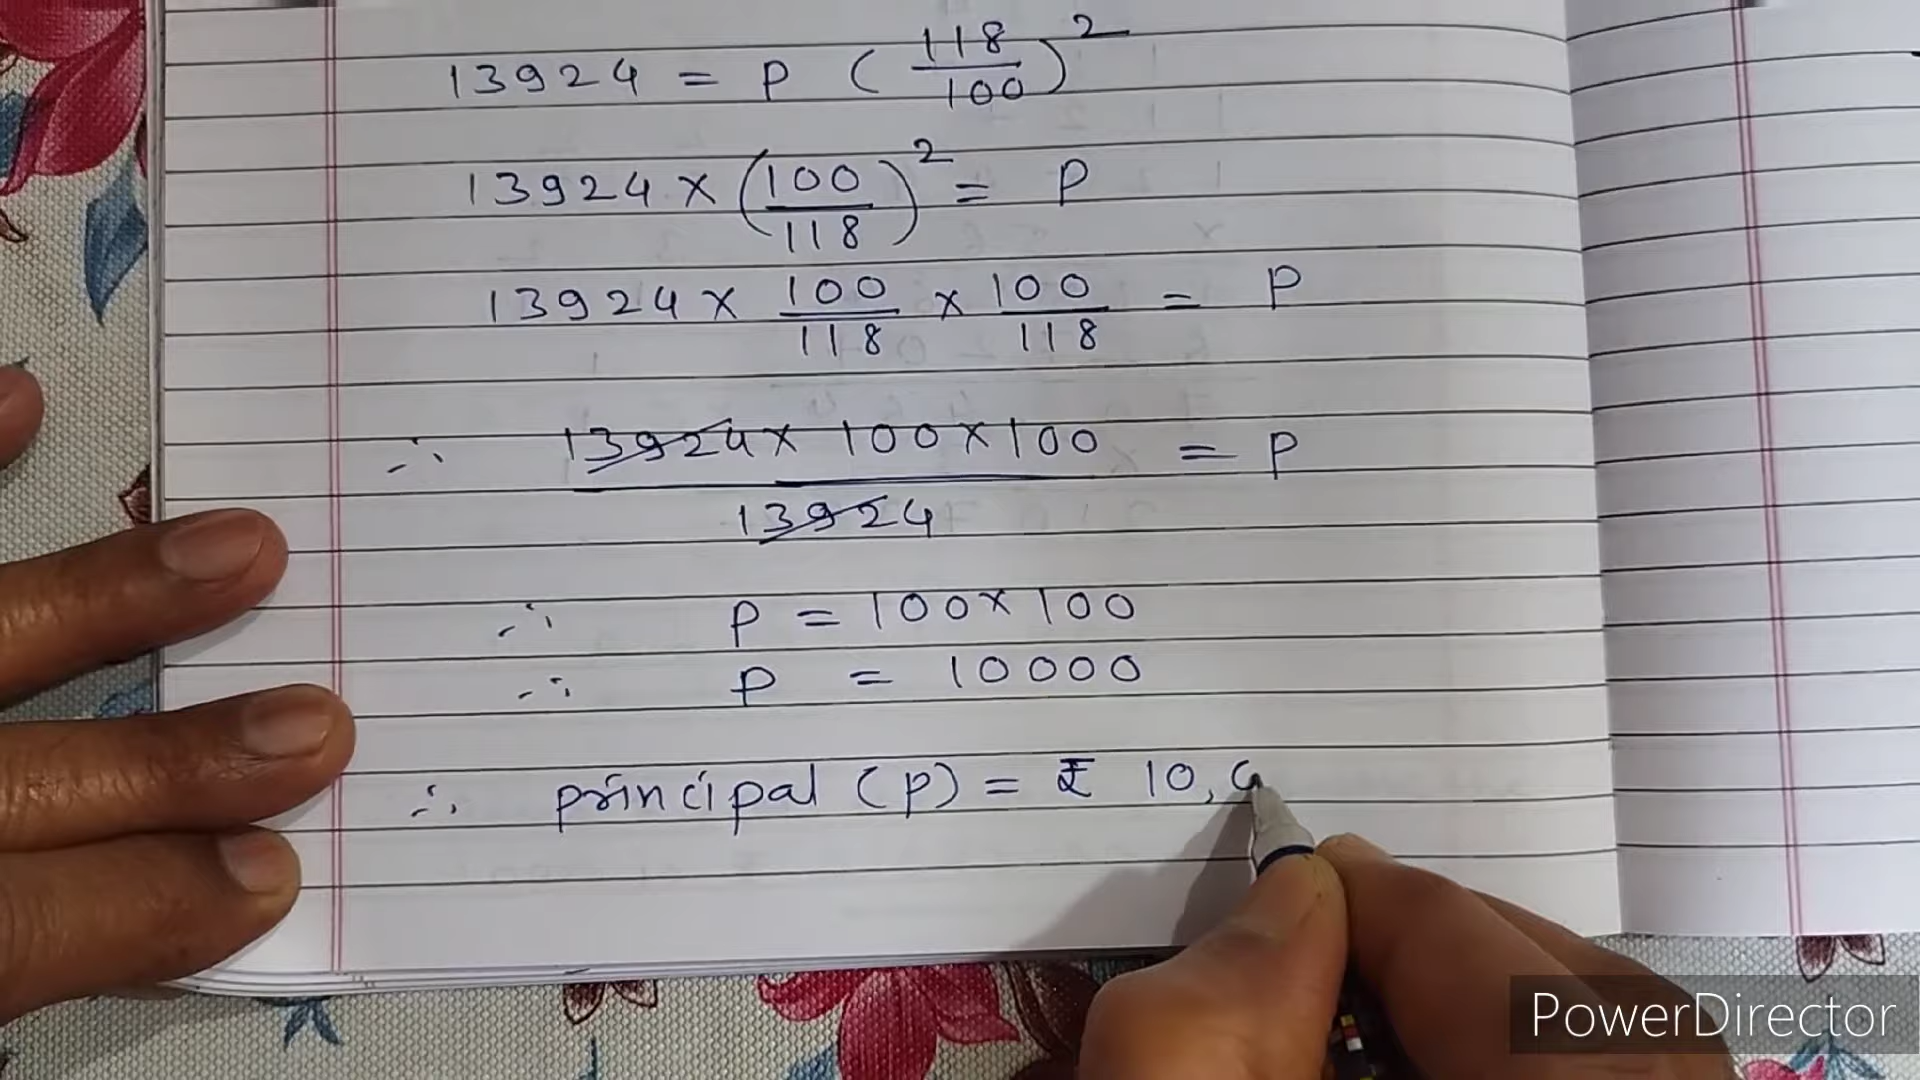 13924 = P (118/100)²
13924 × (100/118)² = P
13924 × 100/118 × 100/118 = P
∴ 13924 × 100 × 100 / 13924 = P
∴ P = 100 × 100
∴ P = 10000
∴ principal (P) = ₹ 10, 0
PowerDirector